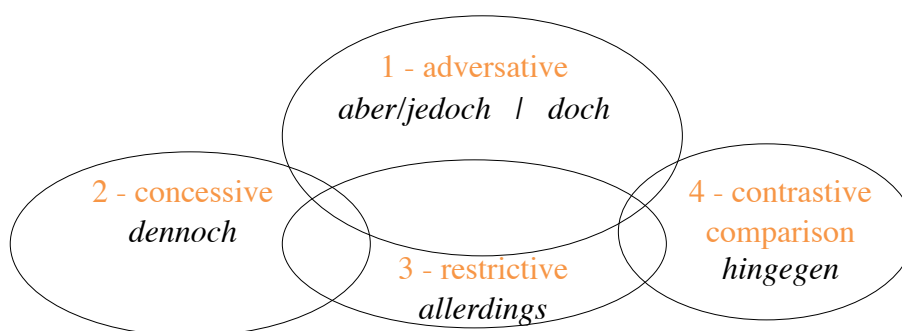 1 - adversative
aber/jedoch | doch
2 - concessive
dennoch
3 - restrictive
allerdings
4 - contrastive
comparison
hingegen